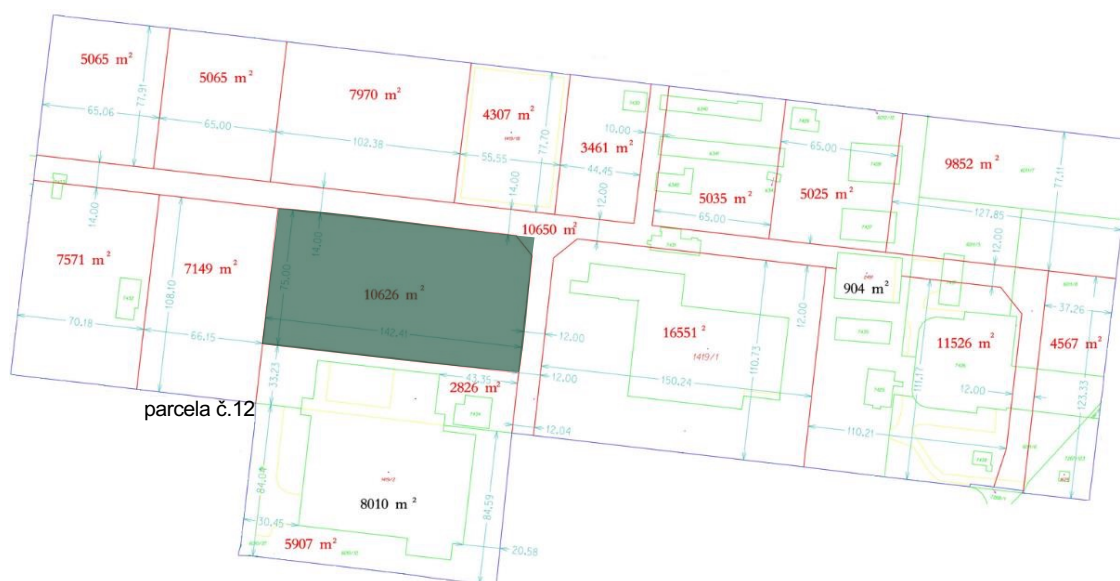 5065 m²
5065 m²
7970 m²
4307 m²
3461 m²
5035 m²
5025 m²
9852 m²
77.91
65.06
65.00
102.38
55.55
77.70
10.00
44.45
65.00
65.00
77.11
127.85
14.00
14.00
14.00
12.00
12.00
10650 m²
7571 m²
7149 m²
108.10
75.00
10626 m²
142.41
70.18
66.15
12.00
12.00
16551 ²
1419/1
150.24
110.73
12.00
904 m²
11526 m²
111.17
12.00
37.26
4567 m²
123.33
110.21
33.23
43.35
2826 m²
12.04
parcela č.12
84.04
84.59
8010 m²
30.45
5907 m²
20.58